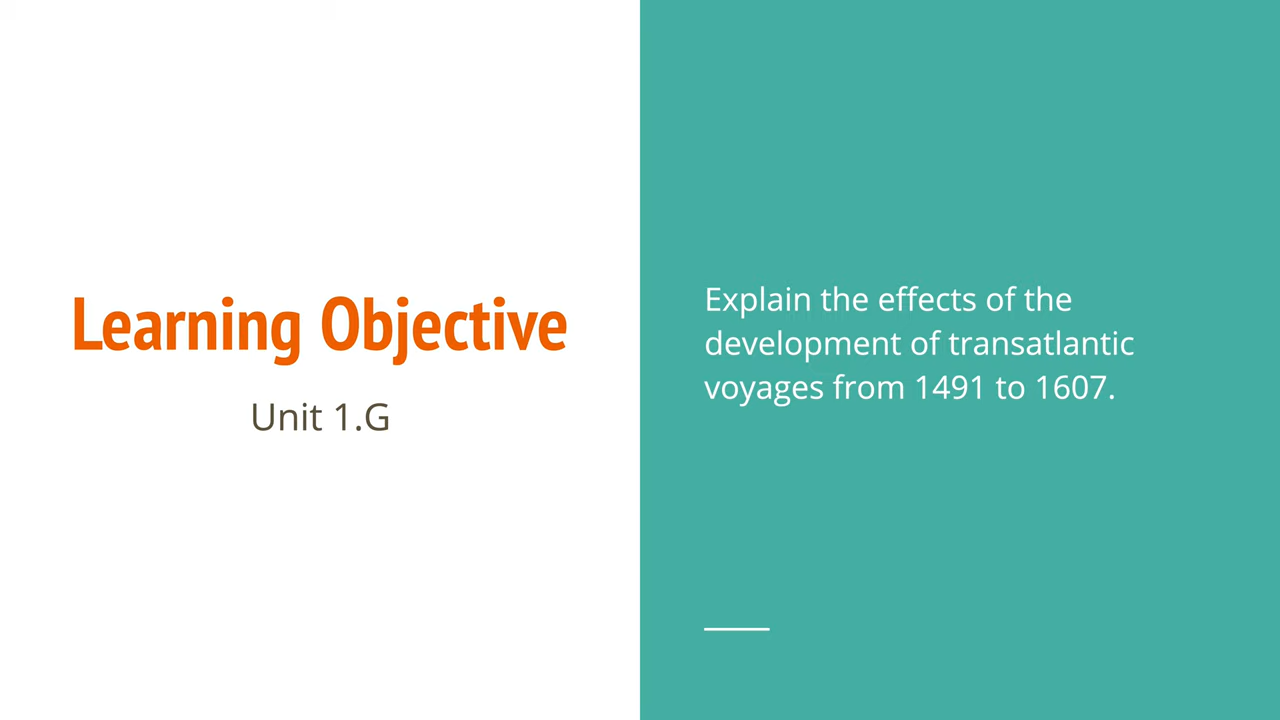 Learning Objective
Unit 1.G
Explain the effects of the
development of transatlantic
voyages from 1491 to 1607.